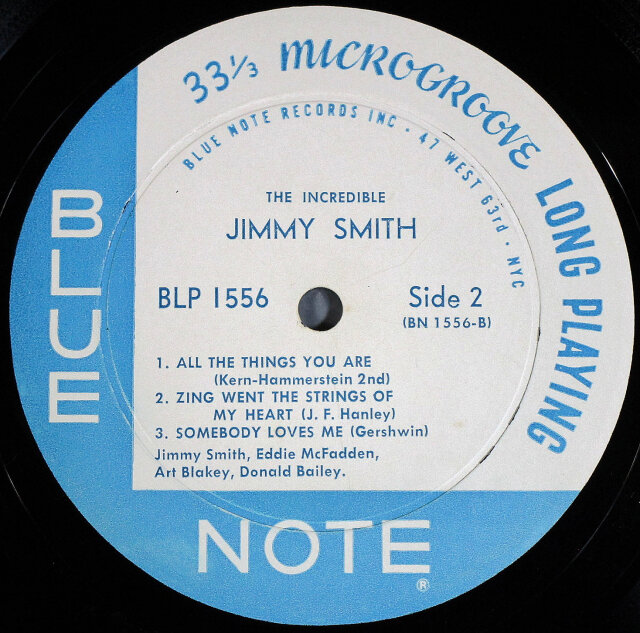 33⅓ MICROGROOVE LONG PLAYING
BLUE NOTE RECORDS INC · 47 WEST 63rd · NYC
THE INCREDIBLE
JIMMY SMITH
BLP 1556
Side 2
(BN 1556-B)
1. ALL THE THINGS YOU ARE
(Kern-Hammerstein 2nd)
2. ZING WENT THE STRINGS OF
MY HEART (J. F. Hanley)
3. SOMEBODY LOVES ME (Gershwin)
Jimmy Smith, Eddie McFadden,
Art Blakey, Donald Bailey.
BLUE
NOTE®